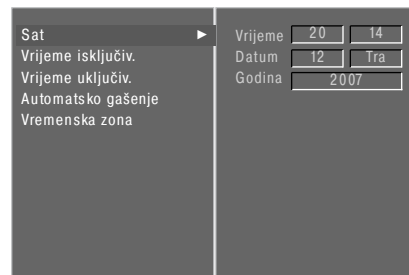 Sat ►
Vrijeme isključiv.
Vrijeme uključiv.
Automatsko gašenje
Vremenska zona
Vrijeme 20 14
Datum 12 Tra
Godina 2007